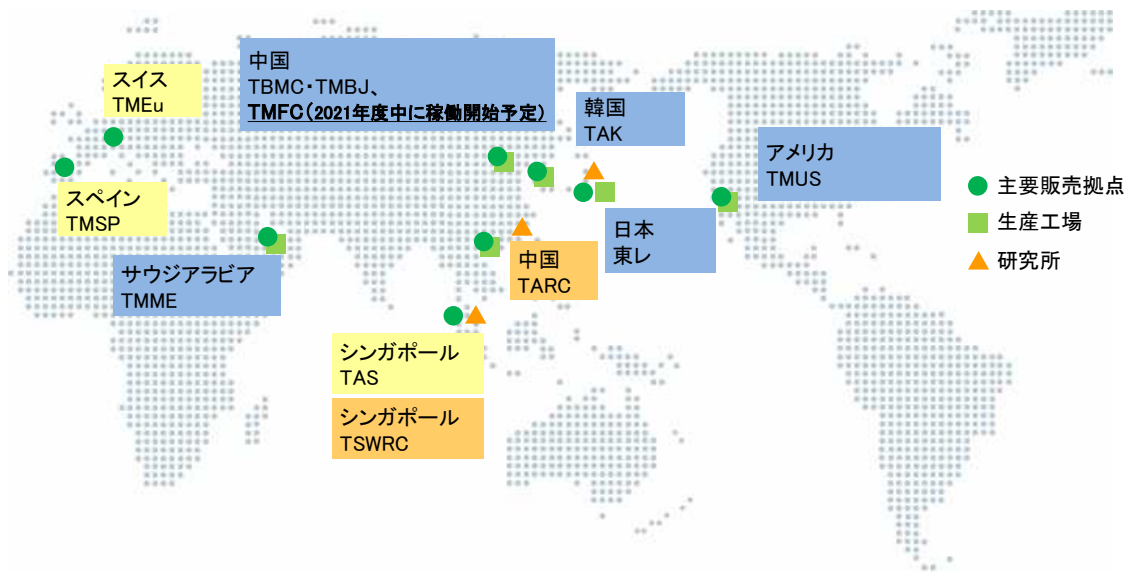 中国
TBMC・TMBJ、
TMFC(2021年度中に稼働開始予定)
スイス
TMEu
韓国
TAK
アメリカ
TMUS
主要販売拠点
生産工場
研究所
スペイン
TMSP
日本
東レ
中国
TARC
サウジアラビア
TMME
シンガポール
TAS
シンガポール
TSWRC